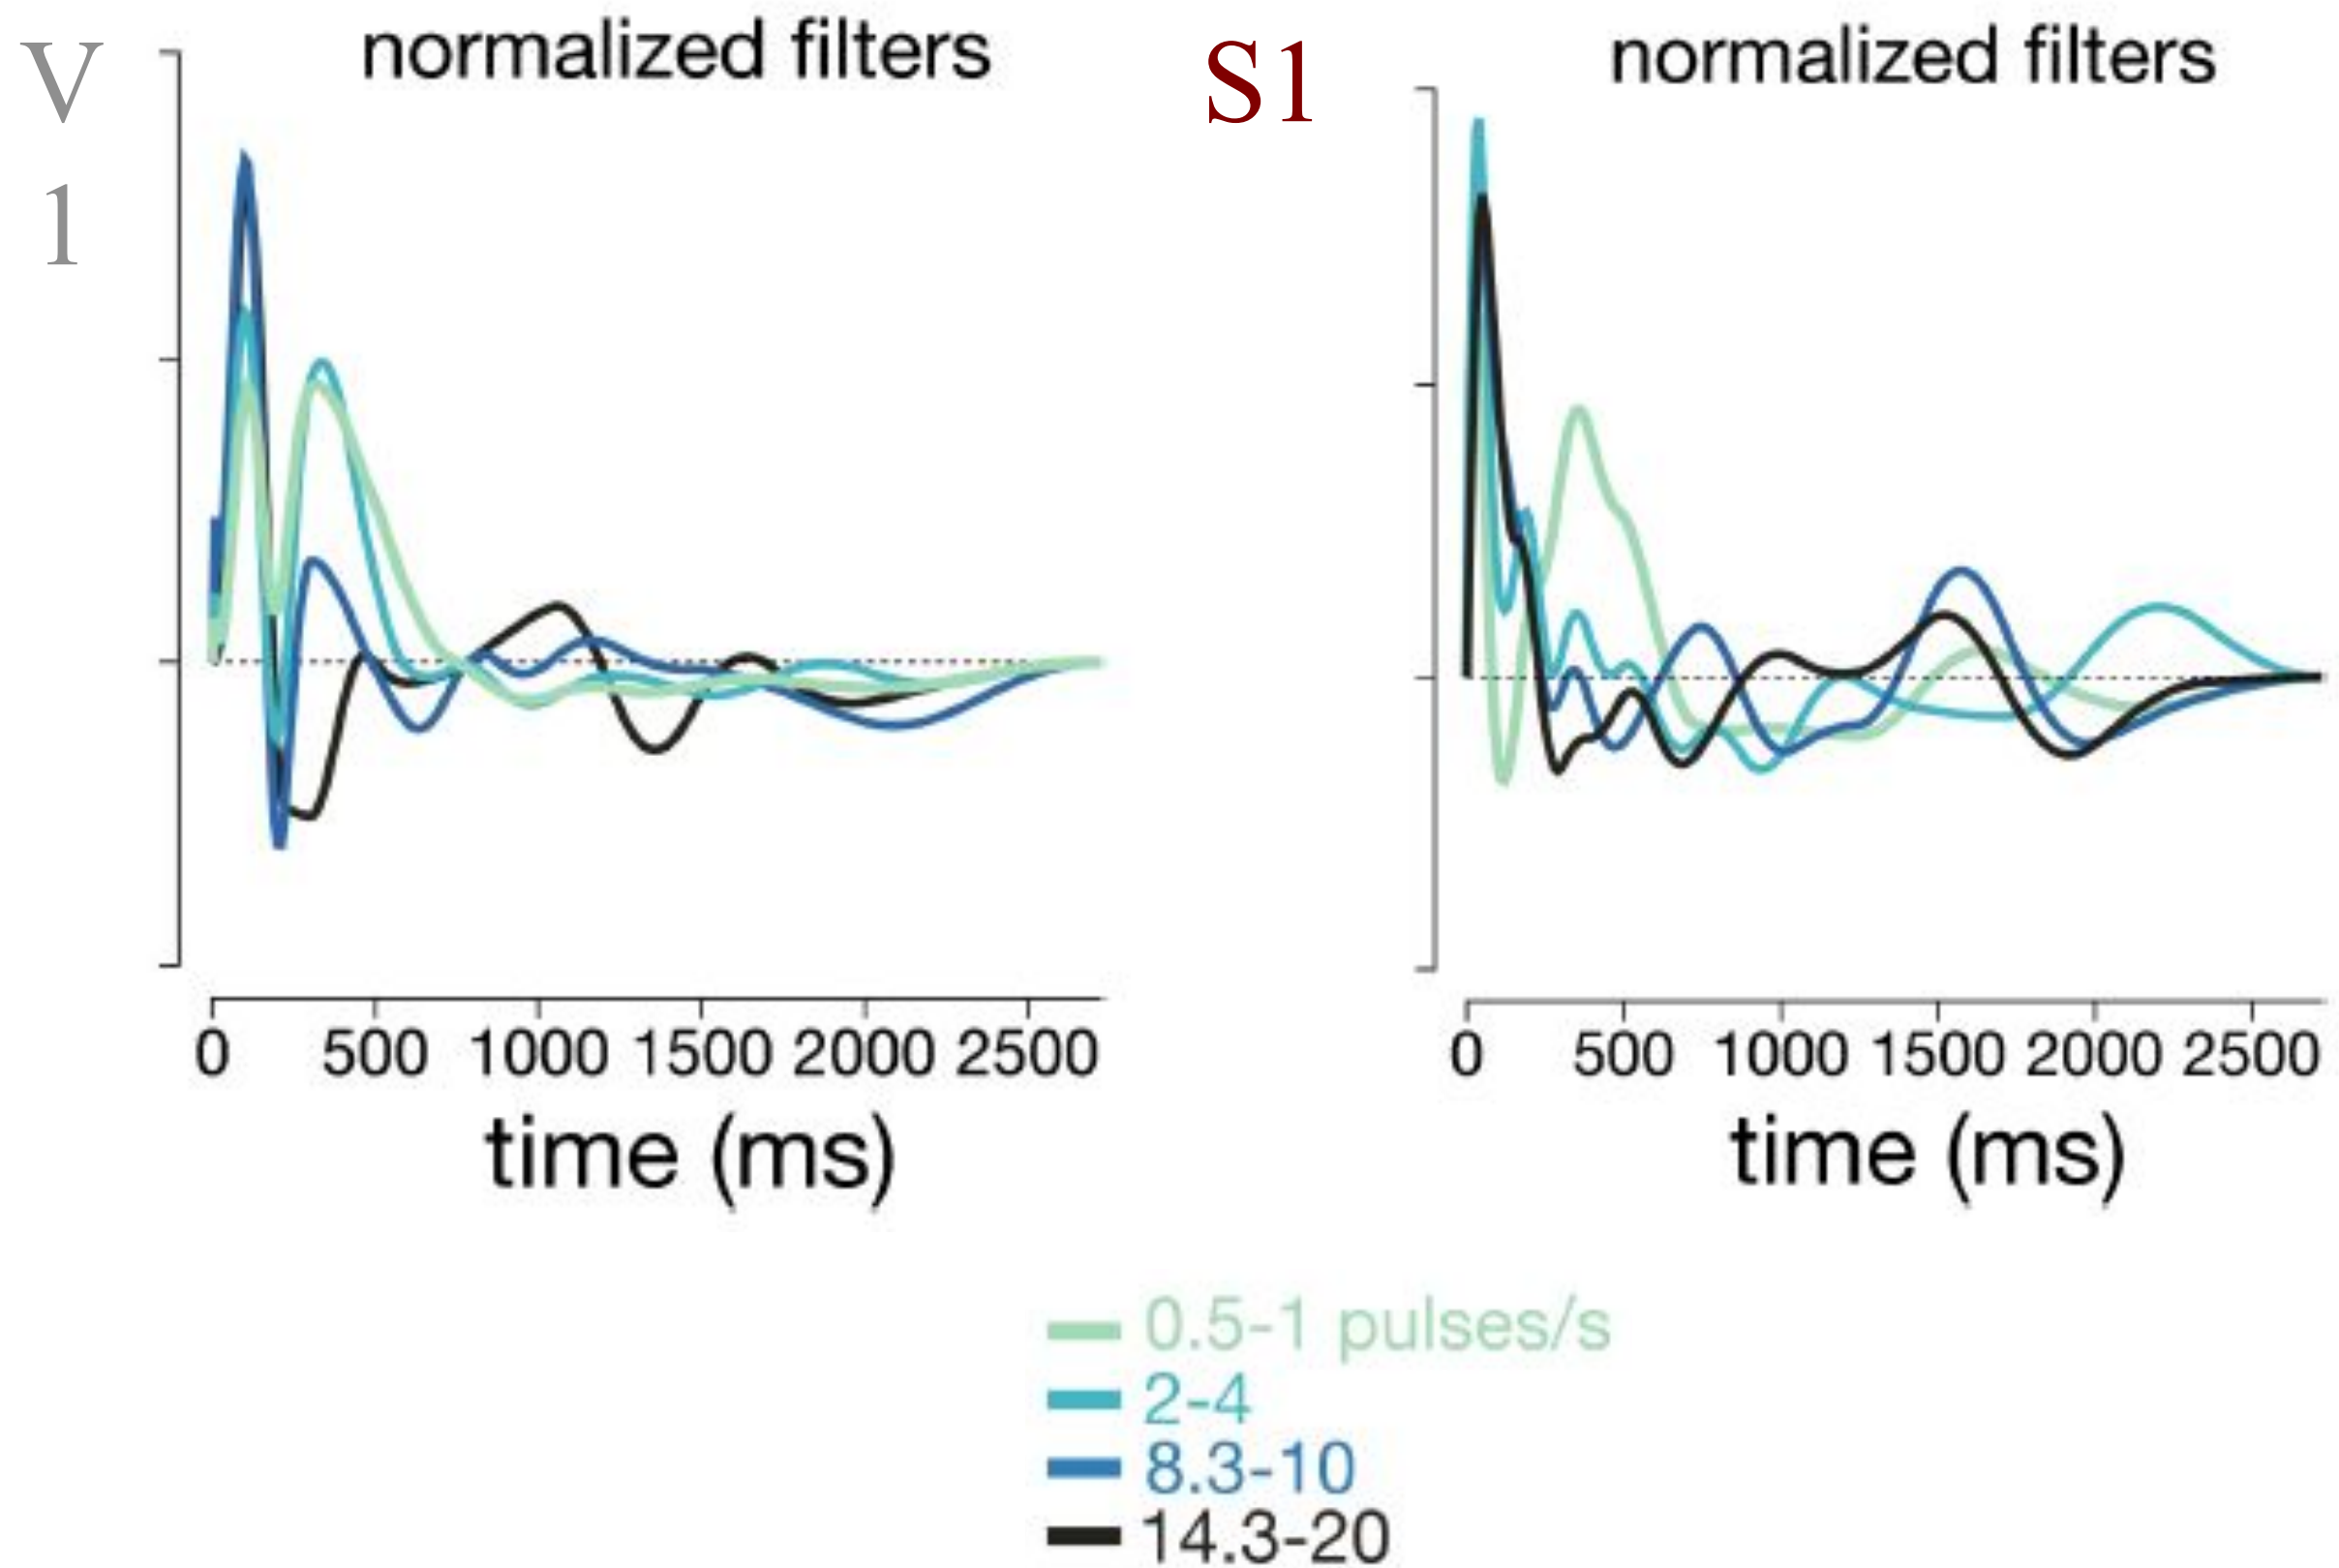 V
1
normalized filters
0 500 1000 1500 2000 2500
time (ms)
S1
normalized filters
0 500 1000 1500 2000 2500
time (ms)
0.5-1 pulses/s
2-4
8.3-10
14.3-20